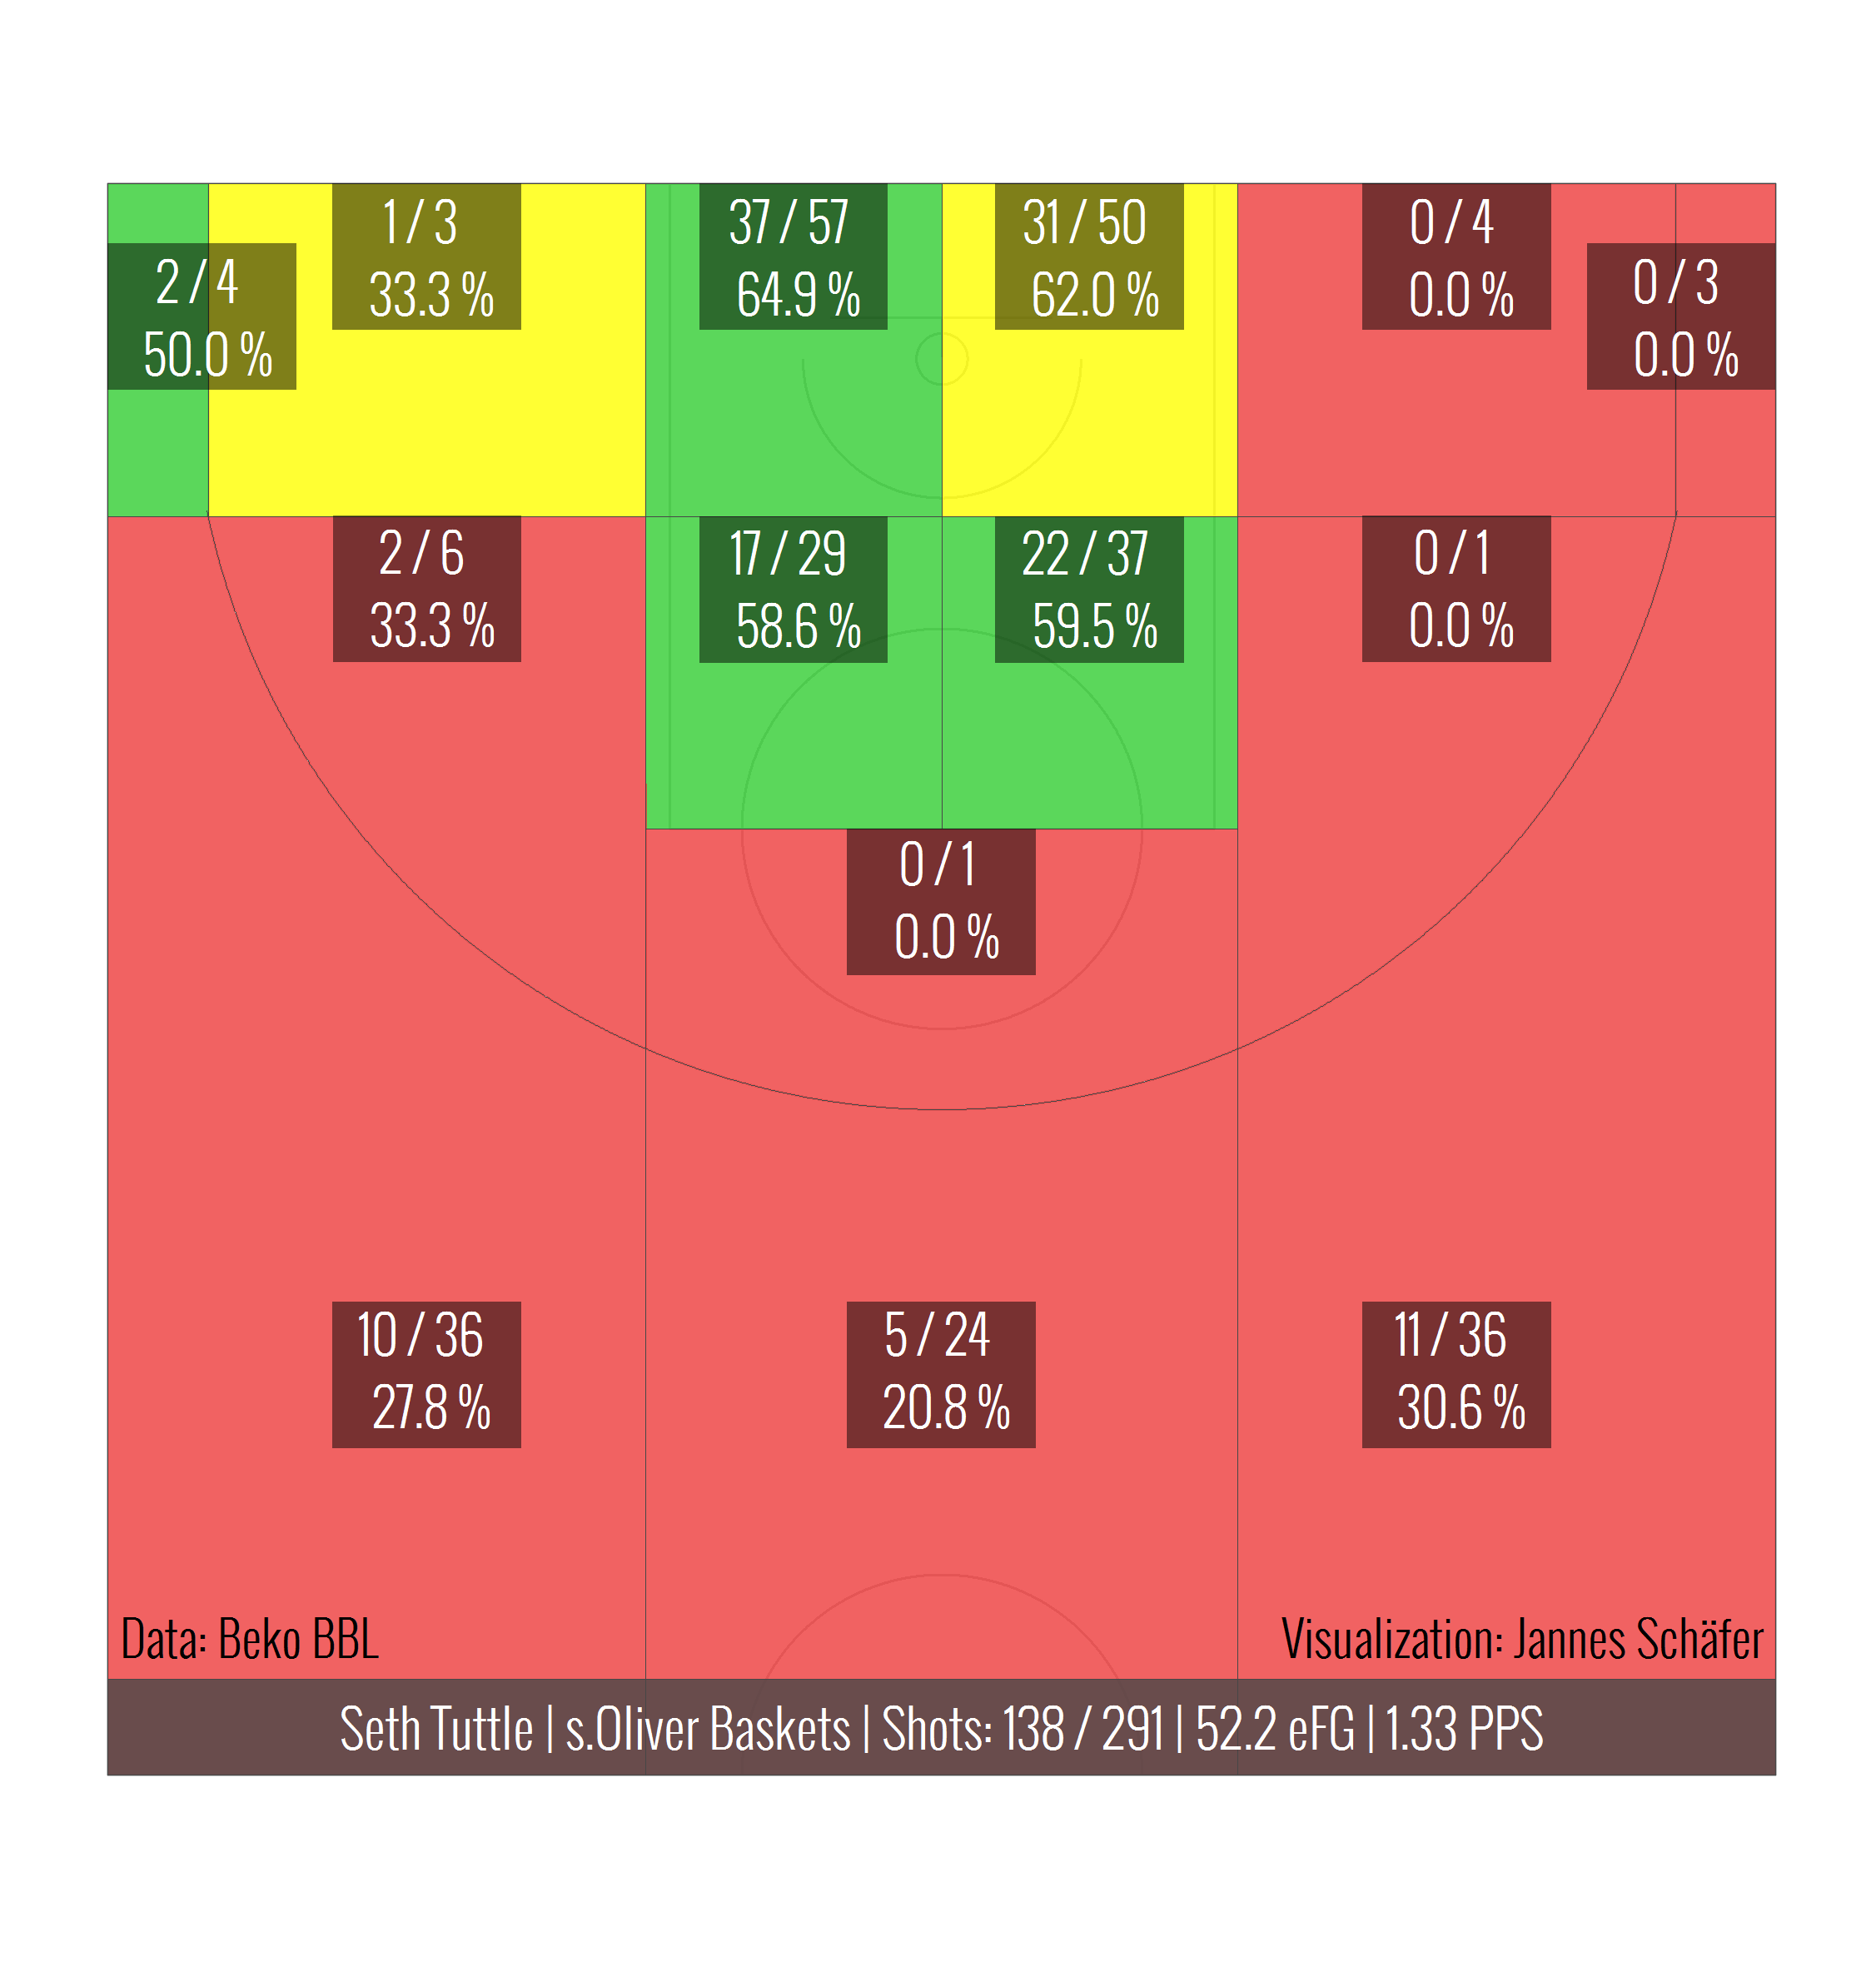 1 / 3
33.3 %
37 / 57
64.9 %
31 / 50
62.0 %
0 / 4
0.0 %
2 / 4
50.0 %
0 / 3
0.0 %
2 / 6
33.3 %
17 / 29
58.6 %
22 / 37
59.5 %
0 / 1
0.0 %
0 / 1
0.0 %
10 / 36
27.8 %
5 / 24
20.8 %
11 / 36
30.6 %
Data: Beko BBL
Visualization: Jannes Schäfer
Seth Tuttle | s.Oliver Baskets | Shots: 138 / 291 | 52.2 eFG | 1.33 PPS